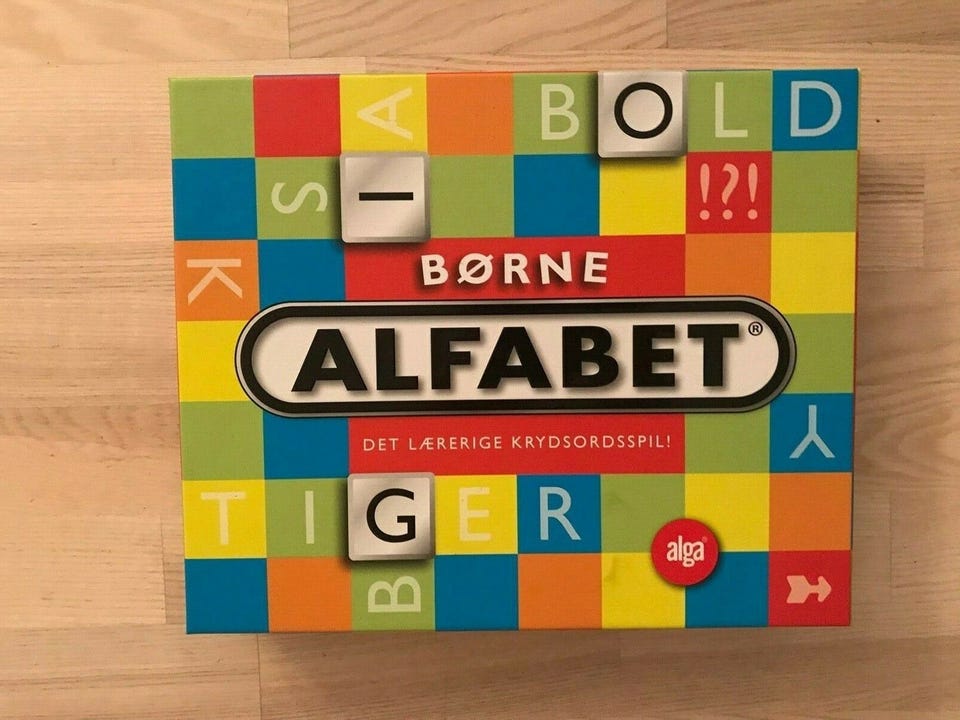 A BOLD
S I !?!
K
BØRNE
ALFABET®
DET LÆRERIGE KRYDSORDSSPIL!
Y
TIGER
alga®
B